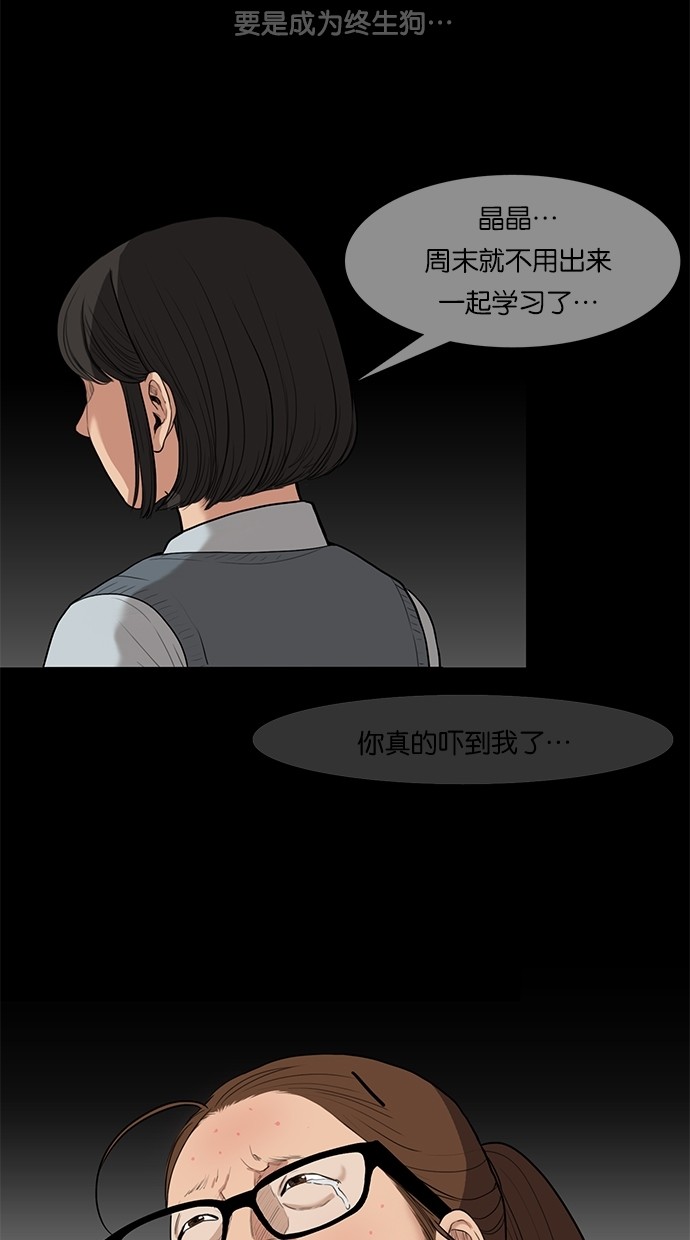 要是成为终生狗…
晶晶…
周末就不用出来
一起学习了…
你真的吓到我了…